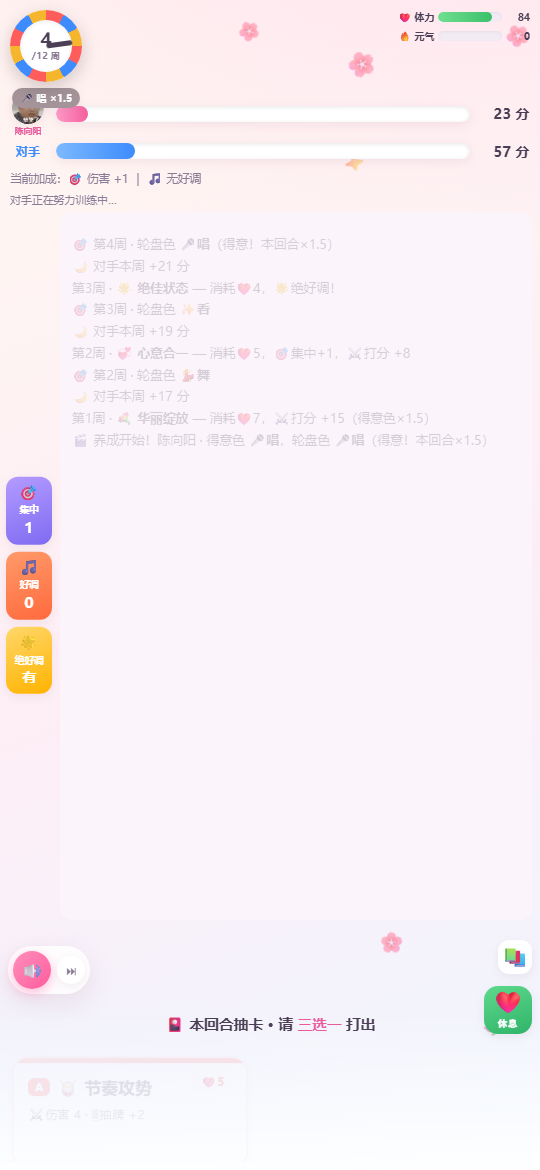 4
/12 周
体力 84
元气 0
唱 ×1.5
陈向阳
23 分
对手
57 分
当前加成: 伤害 +1 | 无好调
对手正在努力训练中...
第4周 · 轮盘色 唱（得意! 本回合×1.5）
对手本周 +21 分
第3周 · 绝佳状态 — 消耗 4, 绝好调!
第3周 · 轮盘色
对手本周 +19 分
第2周 · 心意合一 — 消耗 5, 集中+1, 打分 +8
第2周 · 轮盘色 舞
对手本周 +17 分
第1周 · 华丽绽放 — 消耗 7, 打分 +15（得意色×1.5）
养成开始! 陈向阳 · 得意色 唱, 轮盘色 唱（得意! 本回合×1.5）
集中
1
好调
0
绝好调
有
本回合抽卡 • 请 三选一 打出
休息
A 节奏攻势 5
伤害 4 · 抽牌 +2